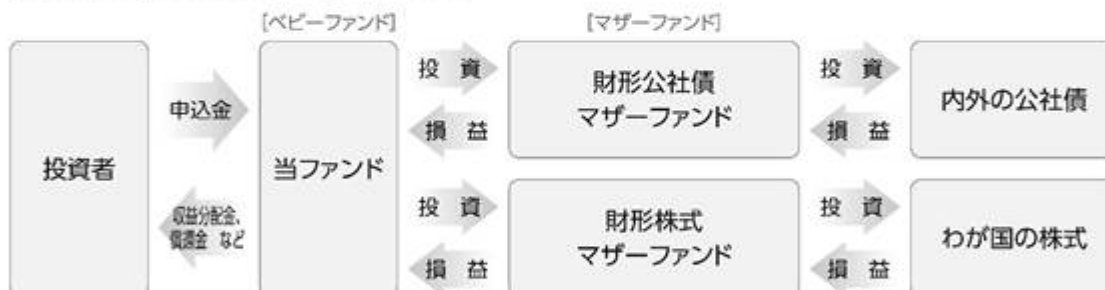 [ベビーファンド]
[マザーファンド]
投資者
申込金
収益分配金、
償還金 など
当ファンド
投 資
損 益
財形公社債
マザーファンド
投 資
損 益
内外の公社債
投 資
損 益
財形株式
マザーファンド
投 資
損 益
わが国の株式